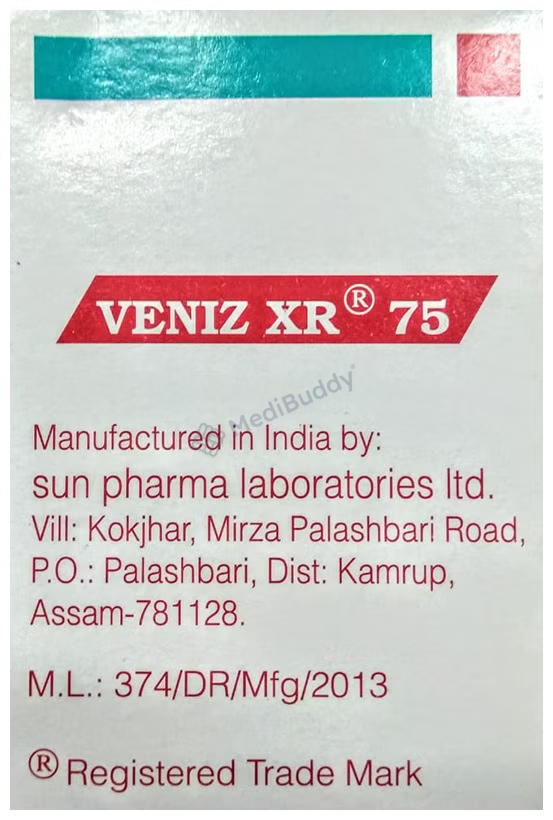 VENIZ XR® 75
MediBuddy
Manufactured in India by:
sun pharma laboratories ltd.
Vill: Kokjhar, Mirza Palashbari Road,
P.O.: Palashbari, Dist: Kamrup,
Assam-781128.
M.L.: 374/DR/Mfg/2013
® Registered Trade Mark